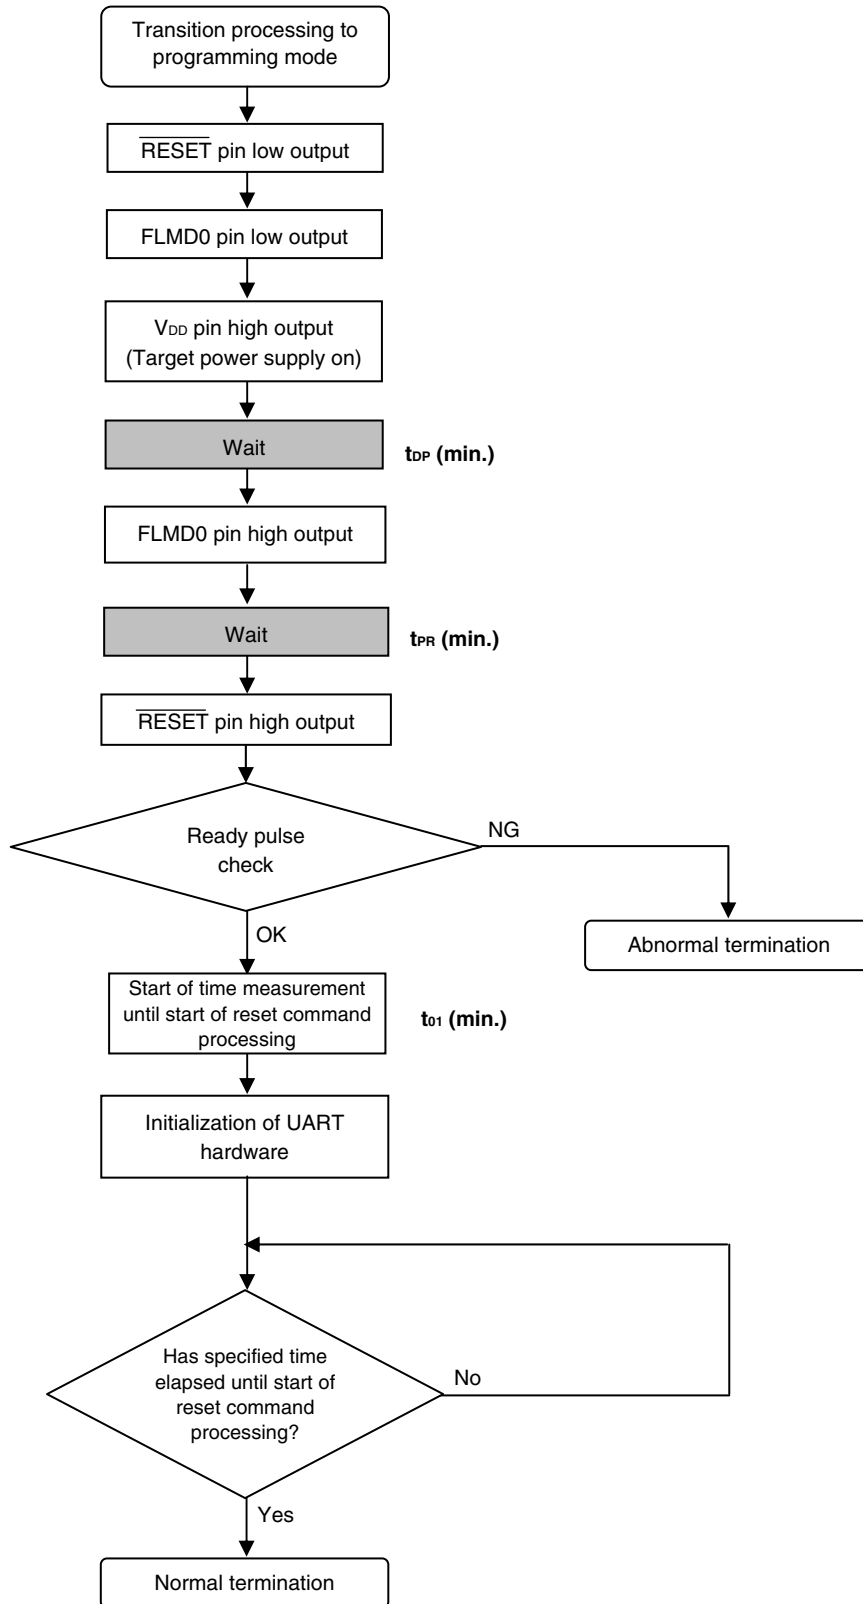 Transition processing to
programming mode
RESET pin low output
FLMD0 pin low output
VDD pin high output
(Target power supply on)
Wait
tDP (min.)
FLMD0 pin high output
Wait
tPR (min.)
RESET pin high output
Ready pulse
check
NG
OK
Abnormal termination
Start of time measurement
until start of reset command
processing
t01 (min.)
Initialization of UART
hardware
Has specified time
elapsed until start of
reset command
processing?
No
Yes
Normal termination